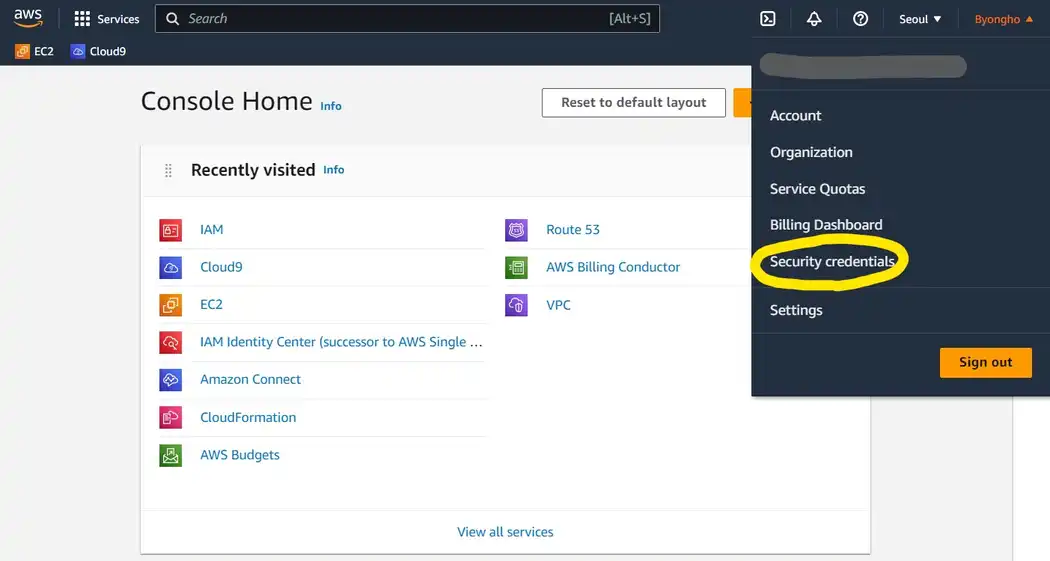 aws
Services
Search
[Alt+S]
Seoul ▼
Byongho ▲
EC2
Cloud9
Console Home Info
Reset to default layout
Recently visited Info
IAM
Cloud9
EC2
IAM Identity Center (successor to AWS Single ...
Amazon Connect
CloudFormation
AWS Budgets
Route 53
AWS Billing Conductor
VPC
View all services
Account
Organization
Service Quotas
Billing Dashboard
Security credentials
Settings
Sign out